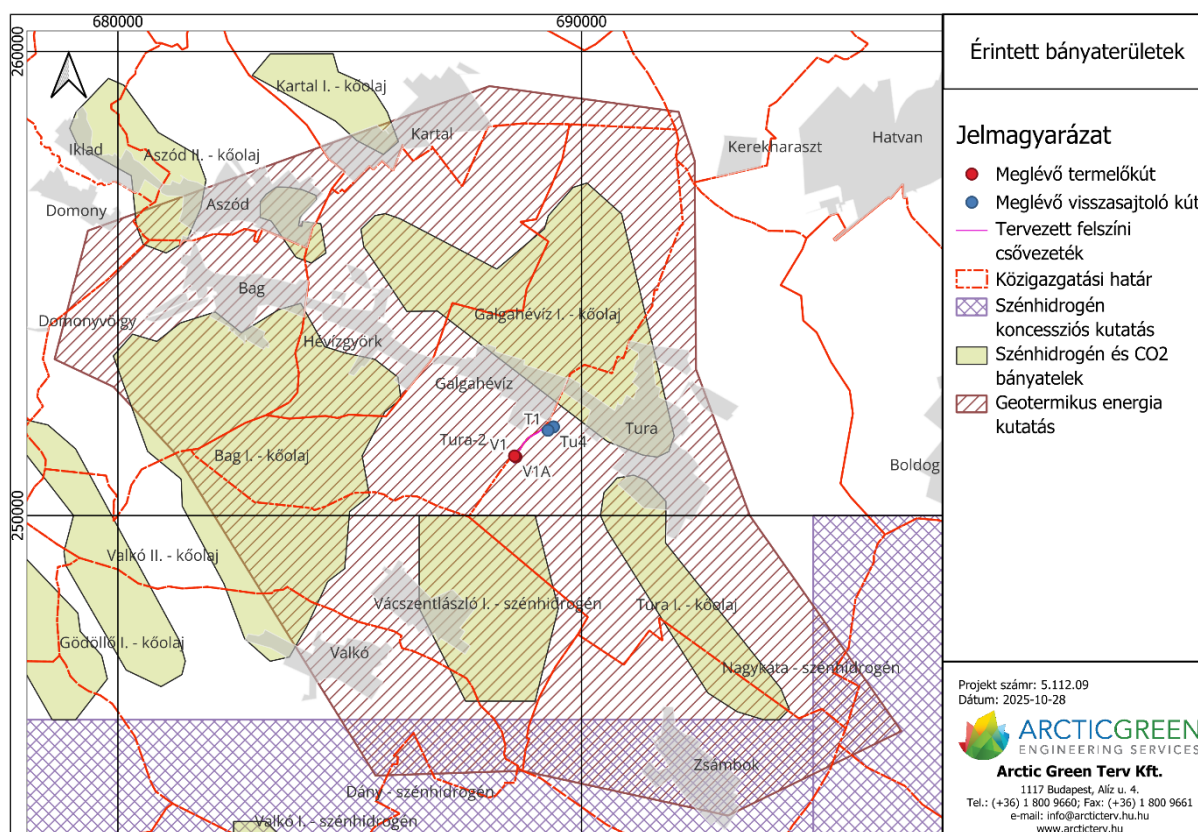 680000
690000
260000
250000
Kartal I. - kőolaj
Kartal
Iklad
Aszód II. - kőolaj
Kerekharaszt
Hatvan
Domony
Aszód
Bag
Domonyvölgy
Hévízgyörk
Galgahévíz I. - kőolaj
Galgahévíz
T1
Tura-2
V1
Tu4
Tura
V1A
Bag I. - kőolaj
Boldog
Valkó II. - kőolaj
Vácszentlászló I. - szénhidrogén
Tura I. - kőolaj
Gödöllő I. - kőolaj
Valkó
Nagykáta - szénhidrogén
Zsámbok
Dány - szénhidrogén
Valkó I. - szénhidrogén
Érintett bányaterületek
Jelmagyarázat
Meglévő termelőkút
Meglévő visszasajtoló kút
Tervezett felszíni
csővezeték
Közigazgatási határ
Szénhidrogén
koncessziós kutatás
Szénhidrogén és CO2
bányatelek
Geotermikus energia
kutatás
Projekt számr: 5.112.09
Dátum: 2025-10-28
ARCTICGREEN
ENGINEERING SERVICES
Arctic Green Terv Kft.
1117 Budapest, Alíz u. 4.
Tel.: (+36) 1 800 9660; Fax: (+36) 1 800 9661
e-mail: info@arcticterv.hu.hu
www.arcticterv.hu